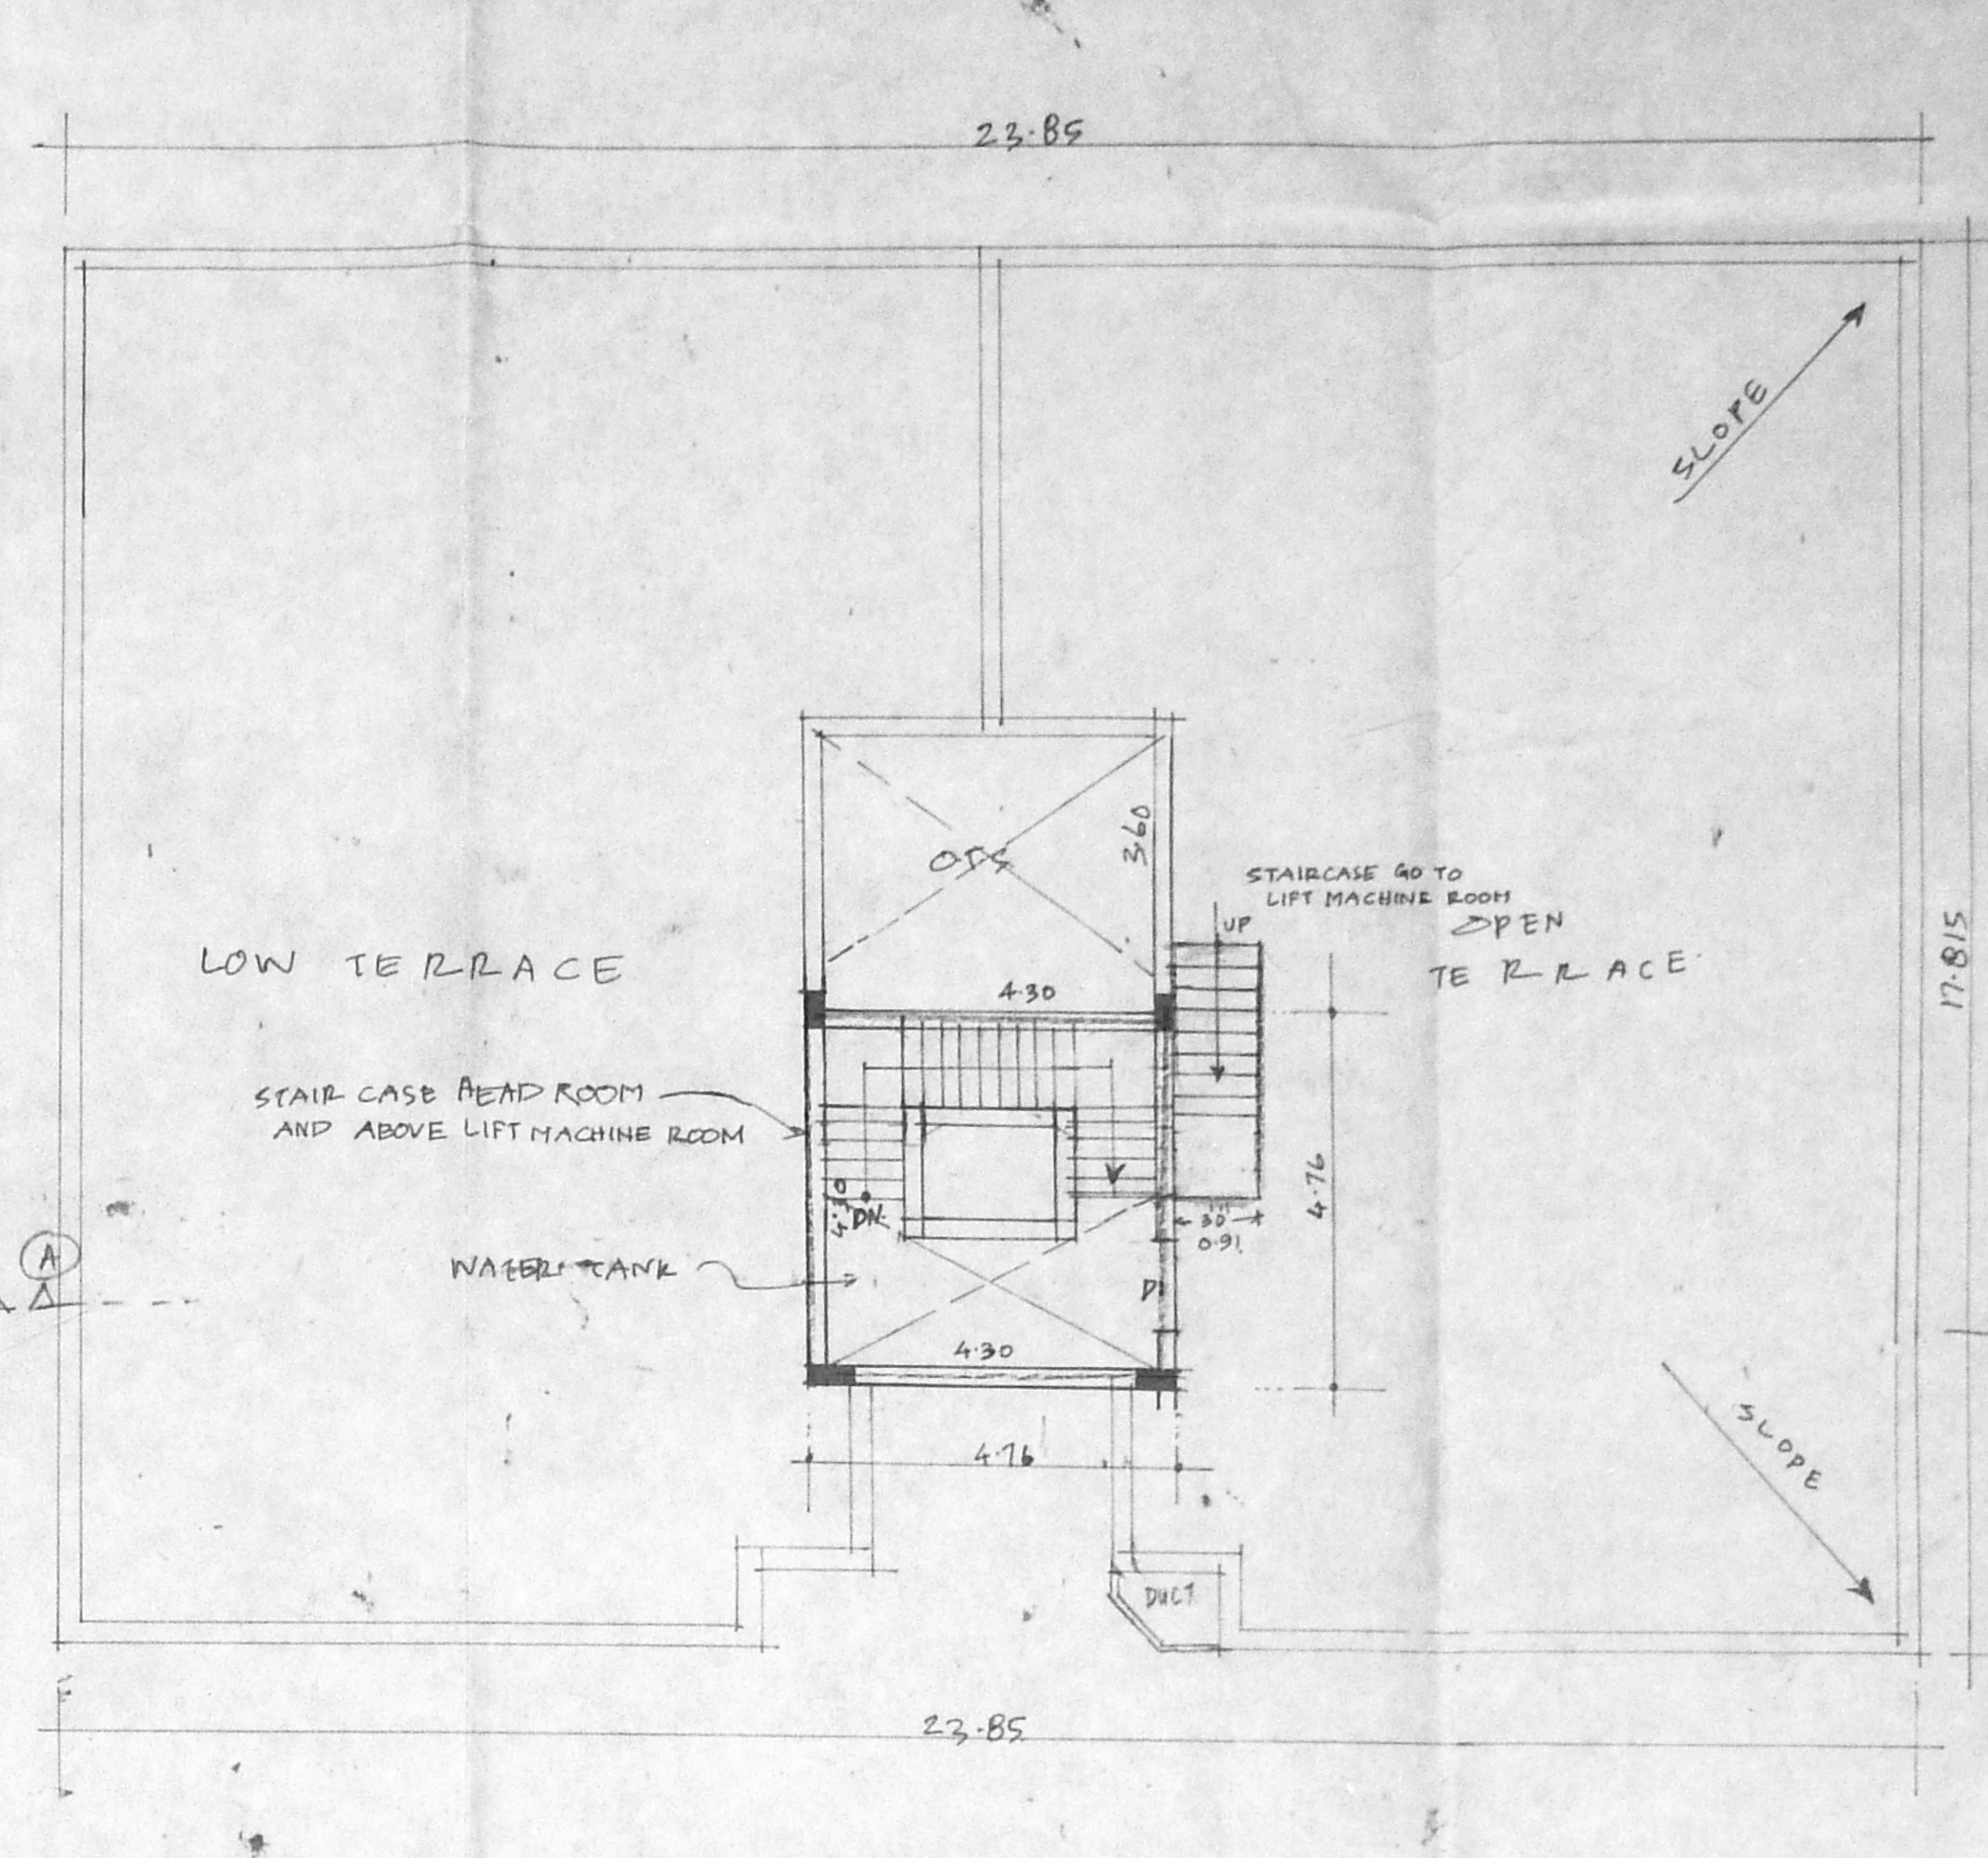 23.85
SLOPE
3.60
OTS
STAIRCASE GO TO
LIFT MACHINE ROOM
UP
OPEN
TERRACE
17.815
LOW TERRACE
4.30
STAIR CASE HEAD ROOM
AND ABOVE LIFT MACHINE ROOM
4.76
4.30
DN.
30
0.91
A
WATER TANK
D
4.30
SLOPE
4.76
DUCT
23.85